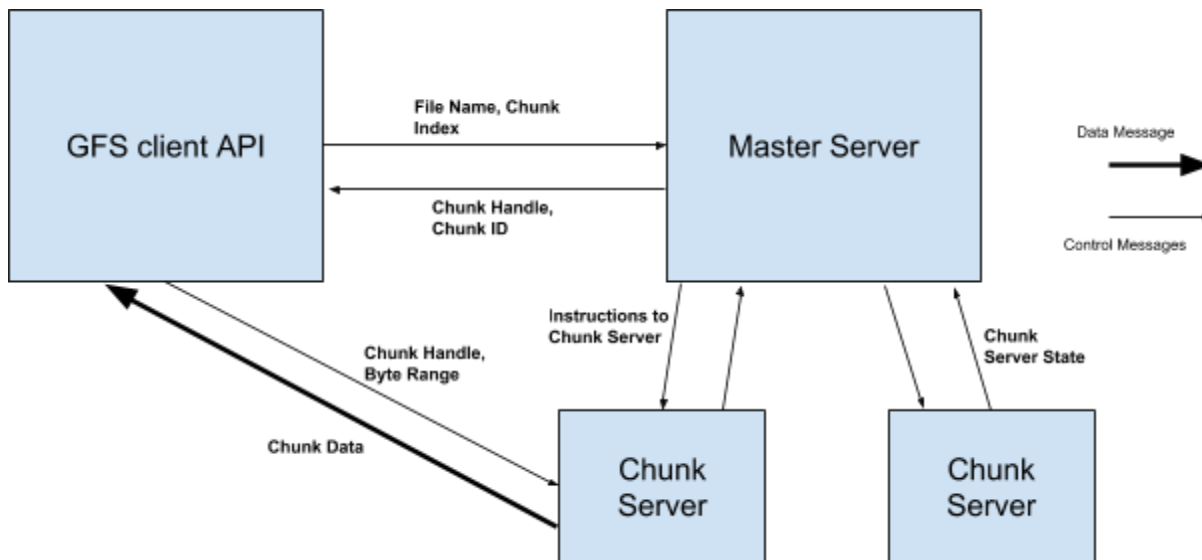 GFS client API
File Name, Chunk
Index
Master Server
Data Message
Chunk Handle,
Chunk ID
Control Messages
Instructions to
Chunk Server
Chunk
Server State
Chunk Handle,
Byte Range
Chunk Data
Chunk
Server
Chunk
Server